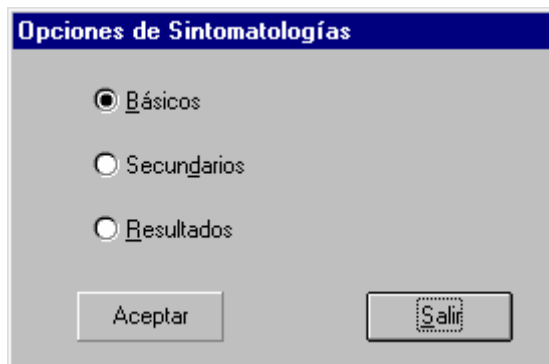 Opciones de Sintomatologías
Básicos
Secundarios
Resultados
Aceptar Salir